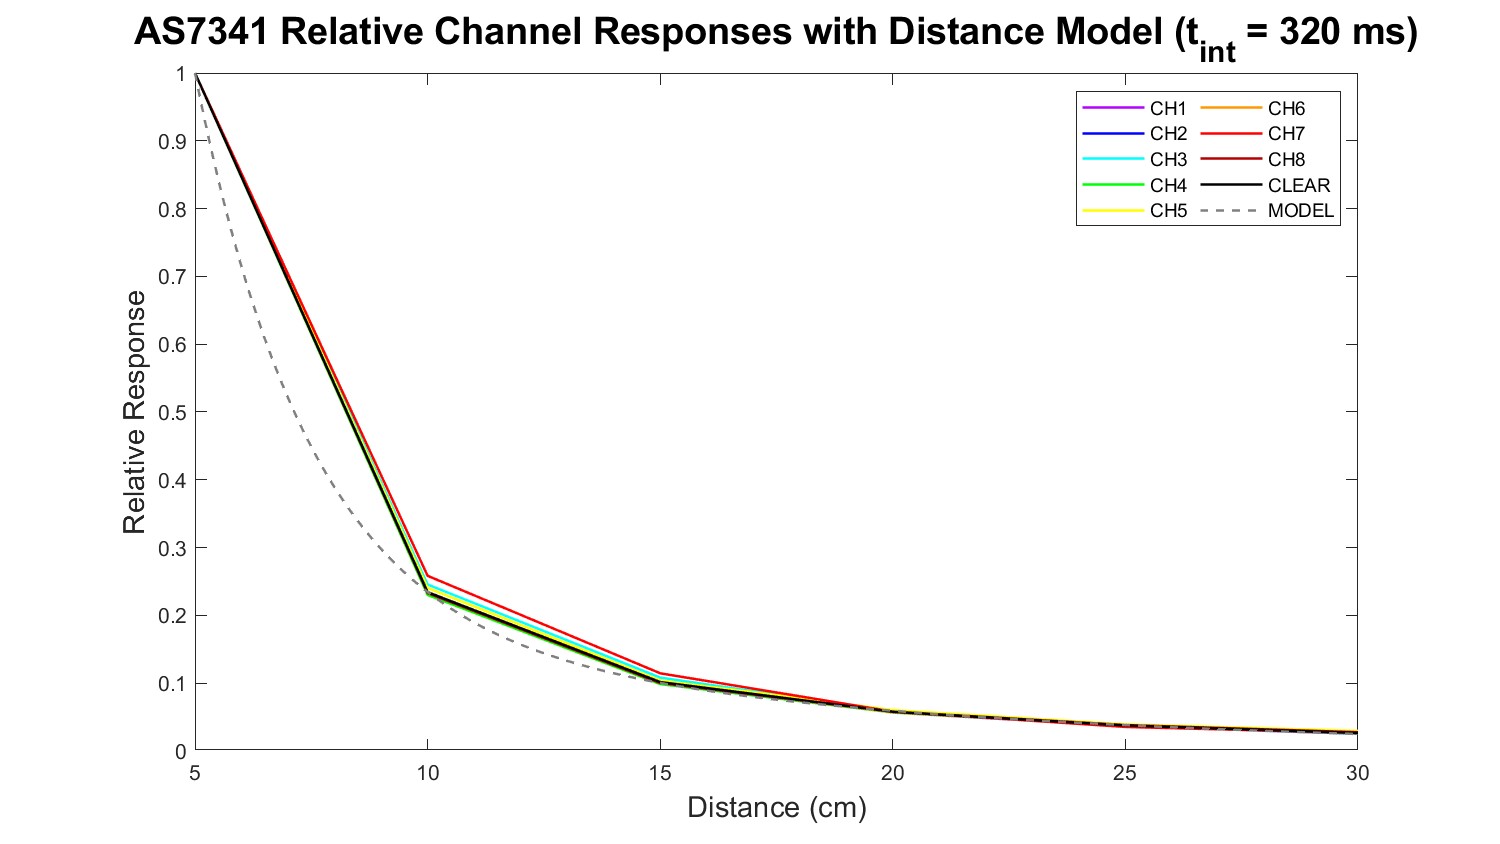 AS7341 Relative Channel Responses with Distance Model (t_int = 320 ms)
1
0.9
0.8
0.7
0.6
0.5
0.4
0.3
0.2
0.1
0
Relative Response
CH1
CH2
CH3
CH4
CH5
CH6
CH7
CH8
CLEAR
MODEL
5 10 15 20 25 30
Distance (cm)